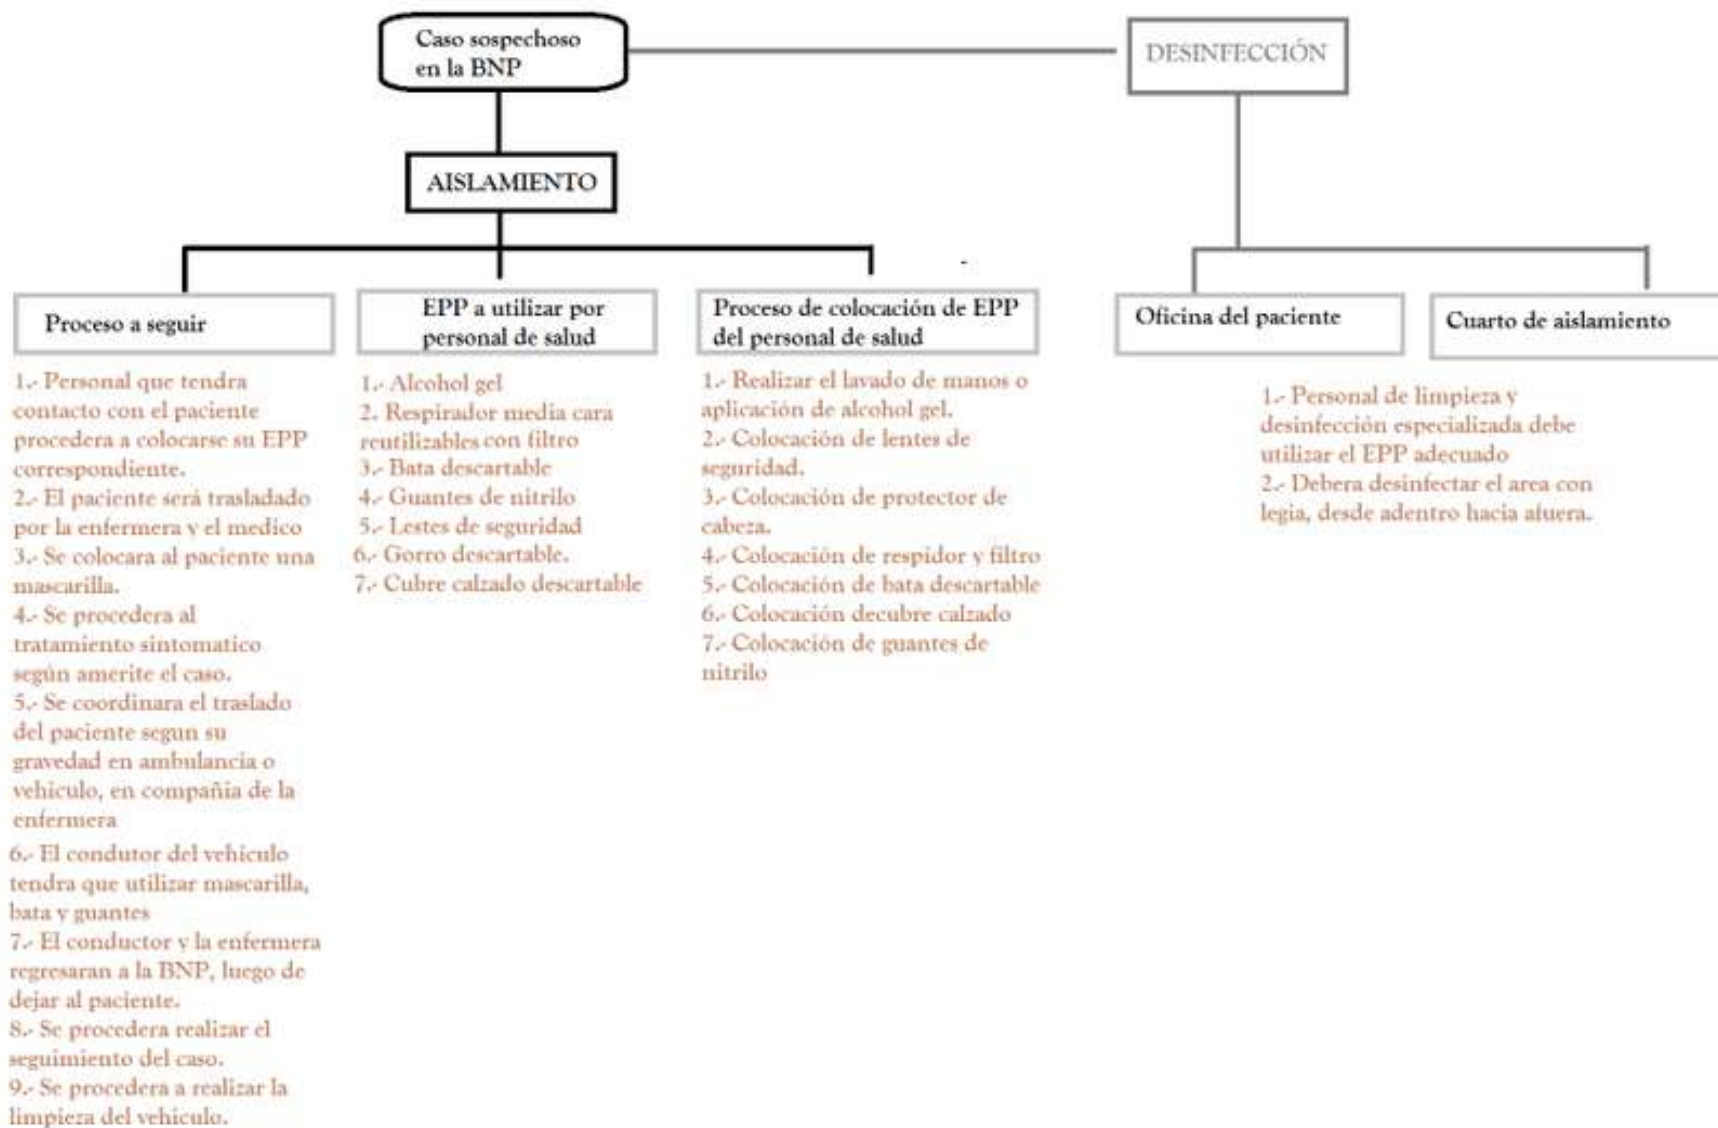 Caso sospechoso
en la BNP
DESINFECCIÓN
AISLAMIENTO
Proceso a seguir
1.- Personal que tendra
contacto con el paciente
procedera a colocarse su EPP
correspondiente.
2.- El paciente será trasladado
por la enfermera y el medico
3.- Se colocara al paciente una
mascarilla.
4.- Se procedera al
tratamiento sintomatico
según amerite el caso.
5.- Se coordinara el traslado
del paciente segun su
gravedad en ambulancia o
vehiculo, en compañia de la
enfermera
6.- El condutor del vehiculo
tendra que utilizar mascarilla,
bata y guantes
7.- El conductor y la enfermera
regresaran a la BNP, luego de
dejar al paciente.
8.- Se procedera realizar el
seguimiento del caso.
9.- Se procedera a realizar la
limpieza del vehiculo.
EPP a utilizar por
personal de salud
1.- Alcohol gel
2. Respirador media cara
reutilizables con filtro
3.- Bata descartable
4.- Guantes de nitrilo
5.- Lestes de seguridad
6.- Gorro descartable.
7.- Cubre calzado descartable
Proceso de colocación de EPP
del personal de salud
1.- Realizar el lavado de manos o
aplicación de alcohol gel.
2.- Colocación de lentes de
seguridad.
3.- Colocación de protector de
cabeza.
4.- Colocación de respidor y filtro
5.- Colocación de bata descartable
6.- Colocación decubre calzado
7.- Colocación de guantes de
nitrilo
Oficina del paciente
Cuarto de aislamiento
1.- Personal de limpieza y
desinfección especializada debe
utilizar el EPP adecuado
2.- Debera desinfectar el area con
legia, desde adentro hacia afuera.